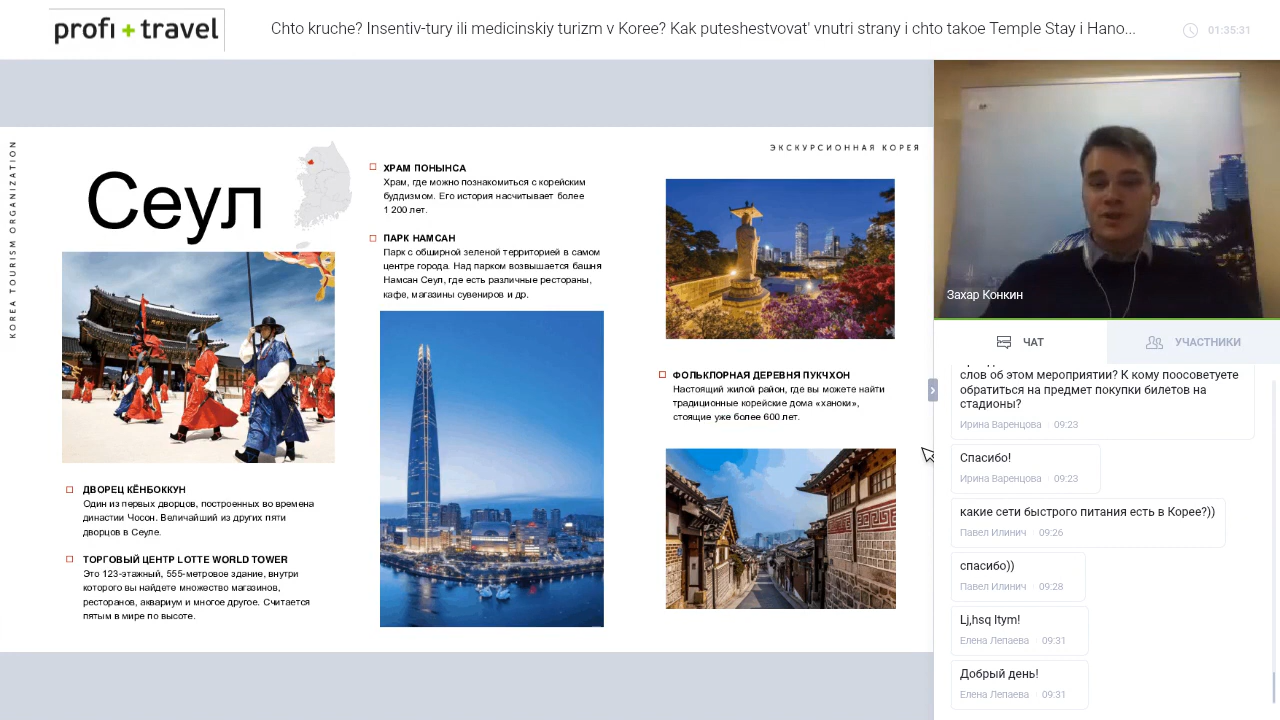 profi + travel
Chto kruche? Insentiv-tury ili medicinskiy turizm v Koree? Kak puteshestvovat' vnutri strany i chto takoe Temple Stay i Hano...
01:35:31
KOREA TOURISM ORGANIZATION
ЭКСКУРСИОННАЯ КОРЕЯ
Сеул
ДВОРЕЦ КЁНБОККУН
Один из первых дворцов, построенных во времена
династии Чосон. Величайший из других пяти
дворцов в Сеуле.
ТОРГОВЫЙ ЦЕНТР LOTTE WORLD TOWER
Это 123-этажный, 555-метровое здание, внутри
которого вы найдете множество магазинов,
ресторанов, аквариум и многое другое. Считается
пятым в мире по высоте.
ХРАМ ПОНЫНСА
Храм, где можно познакомиться с корейским
буддизмом. Его история насчитывает более
1 200 лет.
ПАРК НАМСАН
Парк с обширной зеленой территорией в самом
центре города. Над парком возвышается башня
Намсан Сеул, где есть различные рестораны,
кафе, магазины сувениров и др.
ФОЛЬКЛОРНАЯ ДЕРЕВНЯ ПУКЧХОН
Настоящий жилой район, где вы можете найти
традиционные корейские дома «ханоки»,
стоящие уже более 600 лет.
Захар Конкин
ЧАТ
УЧАСТНИКИ
слов об этом мероприятии? К кому поосоветуете
обратиться на предмет покупки билетов на
стадионы?
Ирина Варенцова · 09:23
Спасибо!
Ирина Варенцова · 09:23
какие сети быстрого питания есть в Корее?))
Павел Илинич · 09:26
спасибо))
Павел Илинич · 09:28
Lj,hsq ltym!
Елена Лепаева · 09:31
Добрый день!
Елена Лепаева · 09:31